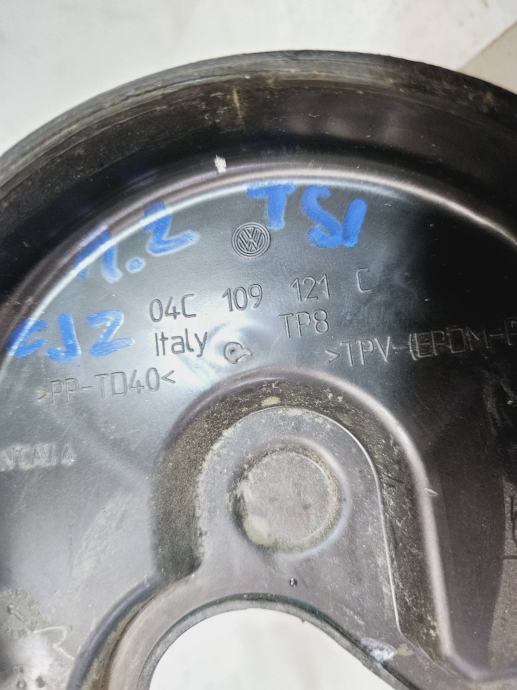 1.2 TSI
04C 109 121 C
CJZ
Italy TP8
>PP-TD40<
>TPV-(EPDM-P